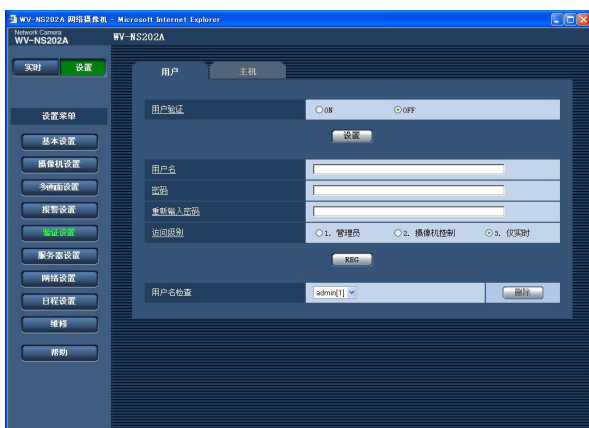 WV-NS202A 网络摄像机 - Microsoft Internet Explorer
Network Camera
WV-NS202A
WV-NS202A
实时 设置
用户 主机
用户验证 ON OFF
设置
设置菜单
基本设置
摄像机设置
多画面设置
报警设置
验证设置
服务器设置
网络设置
日程设置
维修
帮助
用户名
密码
重新输入密码
访问级别 1. 管理员 2. 摄像机控制 3. 仅实时
REG
用户名检查 admin[1] 删除